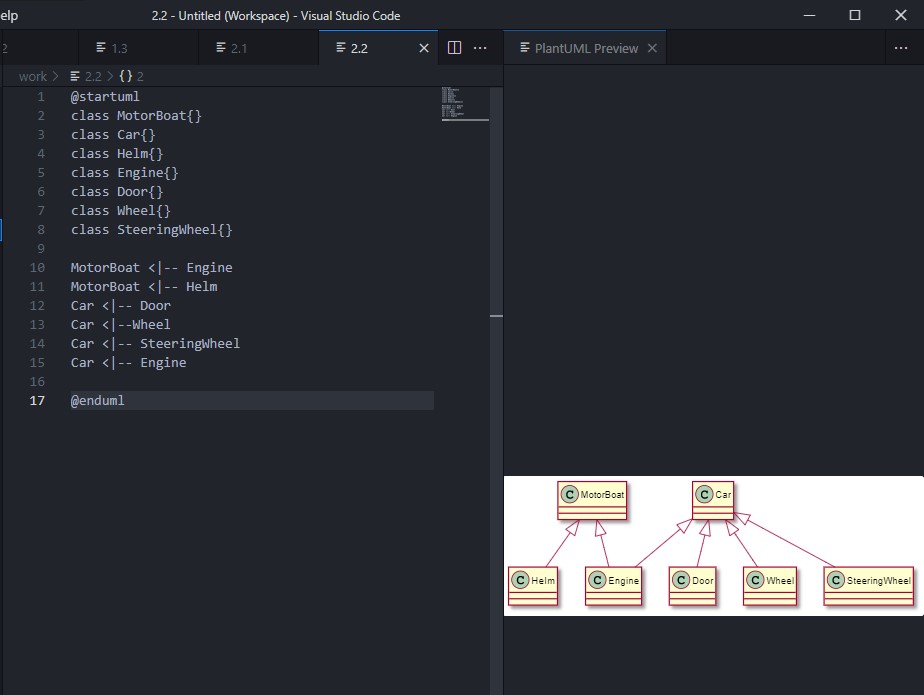 elp
2.2 - Untitled (Workspace) - Visual Studio Code
2
1.3
2.1
2.2
PlantUML Preview
work > 2.2 > {} 2
1 @startuml
2 class MotorBoat{}
3 class Car{}
4 class Helm{}
5 class Engine{}
6 class Door{}
7 class Wheel{}
8 class SteeringWheel{}
9
10 MotorBoat <|-- Engine
11 MotorBoat <|-- Helm
12 Car <|-- Door
13 Car <|--Wheel
14 Car <|-- SteeringWheel
15 Car <|-- Engine
16
17 @enduml
C MotorBoat
C Car
C Helm
C Engine
C Door
C Wheel
C SteeringWheel